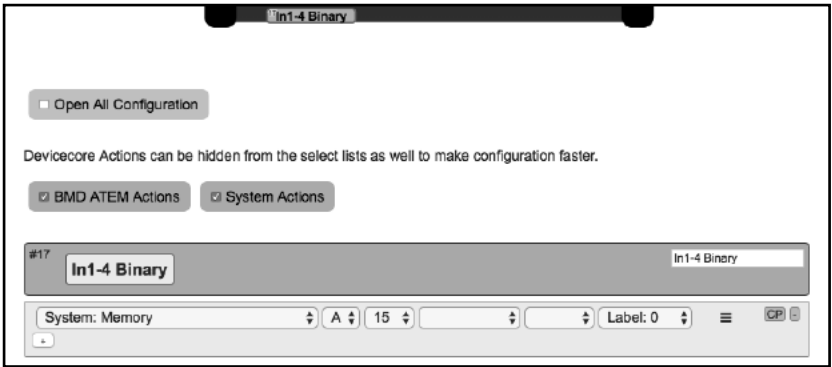 In1-4 Binary
Open All Configuration
Devicecore Actions can be hidden from the select lists as well to make configuration faster.
BMD ATEM Actions System Actions
#17 In1-4 Binary In1-4 Binary
System: Memory A 15 Label: 0 CP -
+